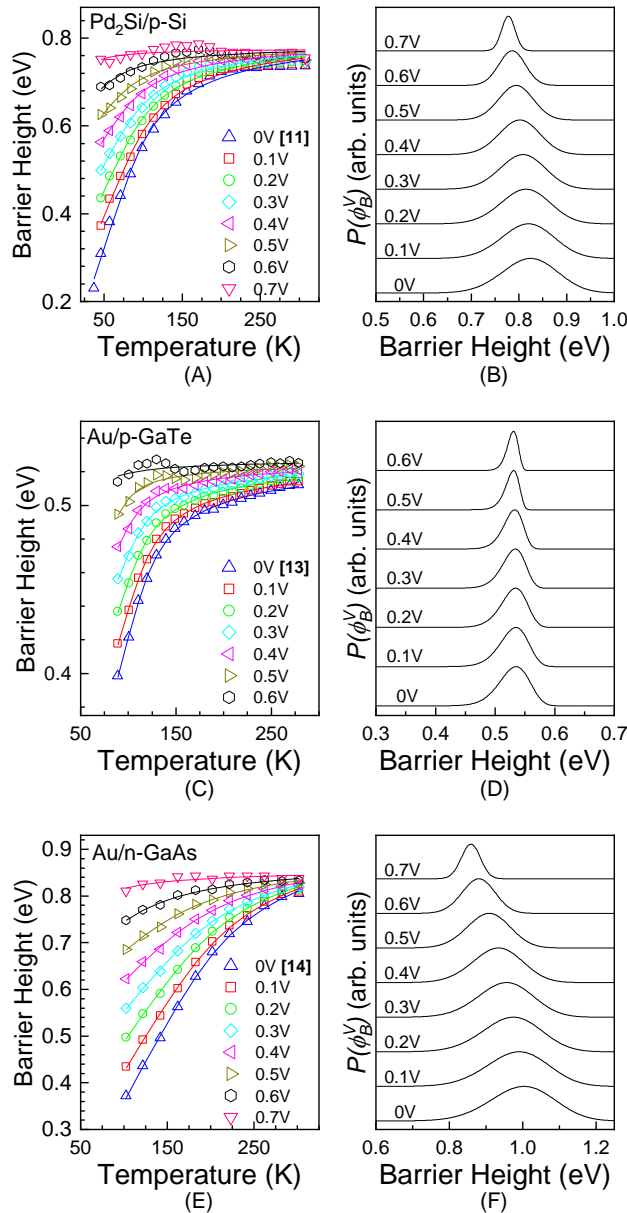 Pd2Si/p-Si
0.8
0.6
0.4
0.2
Barrier Height (eV)
0V [11]
0.1V
0.2V
0.3V
0.4V
0.5V
0.6V
0.7V
50 150 250
Temperature (K)
(A)
P(ϕBV) (arb. units)
0.7V
0.6V
0.5V
0.4V
0.3V
0.2V
0.1V
0V
0.5 0.6 0.7 0.8 0.9 1.0
Barrier Height (eV)
(B)
Au/p-GaTe
0.5
0.4
Barrier Height (eV)
0V [13]
0.1V
0.2V
0.3V
0.4V
0.5V
0.6V
50 150 250
Temperature (K)
(C)
P(ϕBV) (arb. units)
0.6V
0.5V
0.4V
0.3V
0.2V
0.1V
0V
0.3 0.4 0.5 0.6 0.7
Barrier Height (eV)
(D)
Au/n-GaAs
0.9
0.8
0.7
0.6
0.5
0.4
0.3
Barrier Height (eV)
0V [14]
0.1V
0.2V
0.3V
0.4V
0.5V
0.6V
0.7V
50 150 250
Temperature (K)
(E)
P(ϕBV) (arb. units)
0.7V
0.6V
0.5V
0.4V
0.3V
0.2V
0.1V
0V
0.6 0.8 1.0 1.2
Barrier Height (eV)
(F)